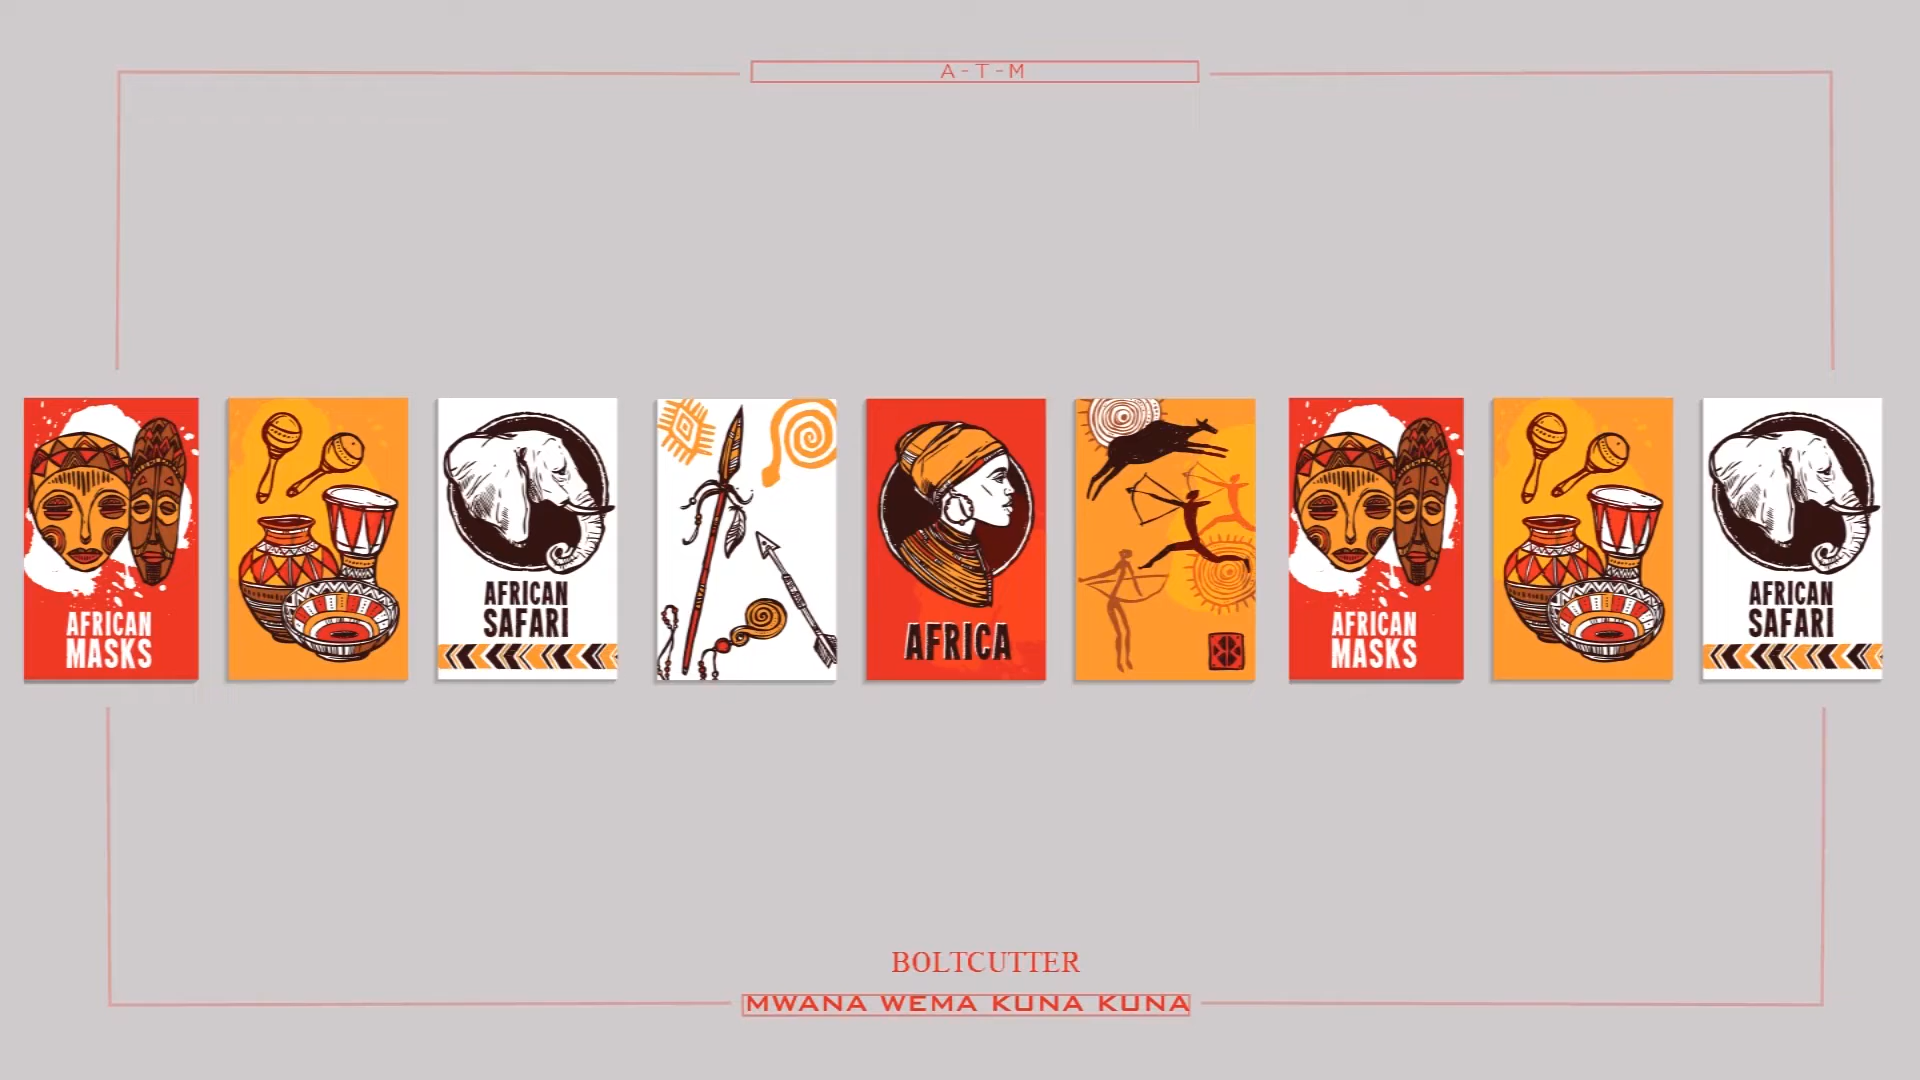 A-T-M
AFRICAN
MASKS
AFRICAN
SAFARI
AFRICA
AFRICAN
MASKS
AFRICAN
SAFARI
BOLTCUTTER
MWANA WEMA KUNA KUNA